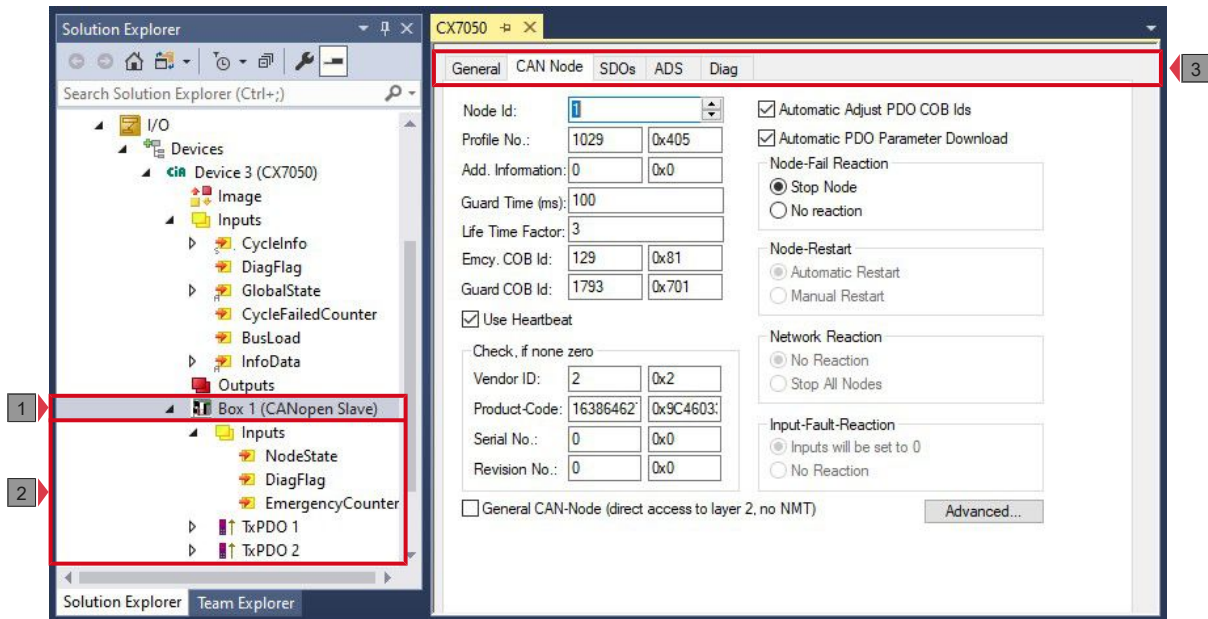 Solution Explorer
Search Solution Explorer (Ctrl+;)
I/O
Devices
CiA Device 3 (CX7050)
Image
Inputs
CycleInfo
DiagFlag
GlobalState
CycleFailedCounter
BusLoad
InfoData
Outputs
1
Box 1 (CANopen Slave)
2
Inputs
NodeState
DiagFlag
EmergencyCounter
TxPDO 1
TxPDO 2
Solution Explorer Team Explorer
CX7050
General CAN Node SDOs ADS Diag
3
Node Id: 1
Profile No.: 1029 0x405
Add. Information: 0 0x0
Guard Time (ms): 100
Life Time Factor: 3
Emcy. COB Id: 129 0x81
Guard COB Id: 1793 0x701
Use Heartbeat
Check, if none zero
Vendor ID: 2 0x2
Product-Code: 16386462 0x9C4603
Serial No.: 0 0x0
Revision No.: 0 0x0
General CAN-Node (direct access to layer 2, no NMT)
Automatic Adjust PDO COB Ids
Automatic PDO Parameter Download
Node-Fail Reaction
Stop Node
No reaction
Node-Restart
Automatic Restart
Manual Restart
Network Reaction
No Reaction
Stop All Nodes
Input-Fault-Reaction
Inputs will be set to 0
No Reaction
Advanced...